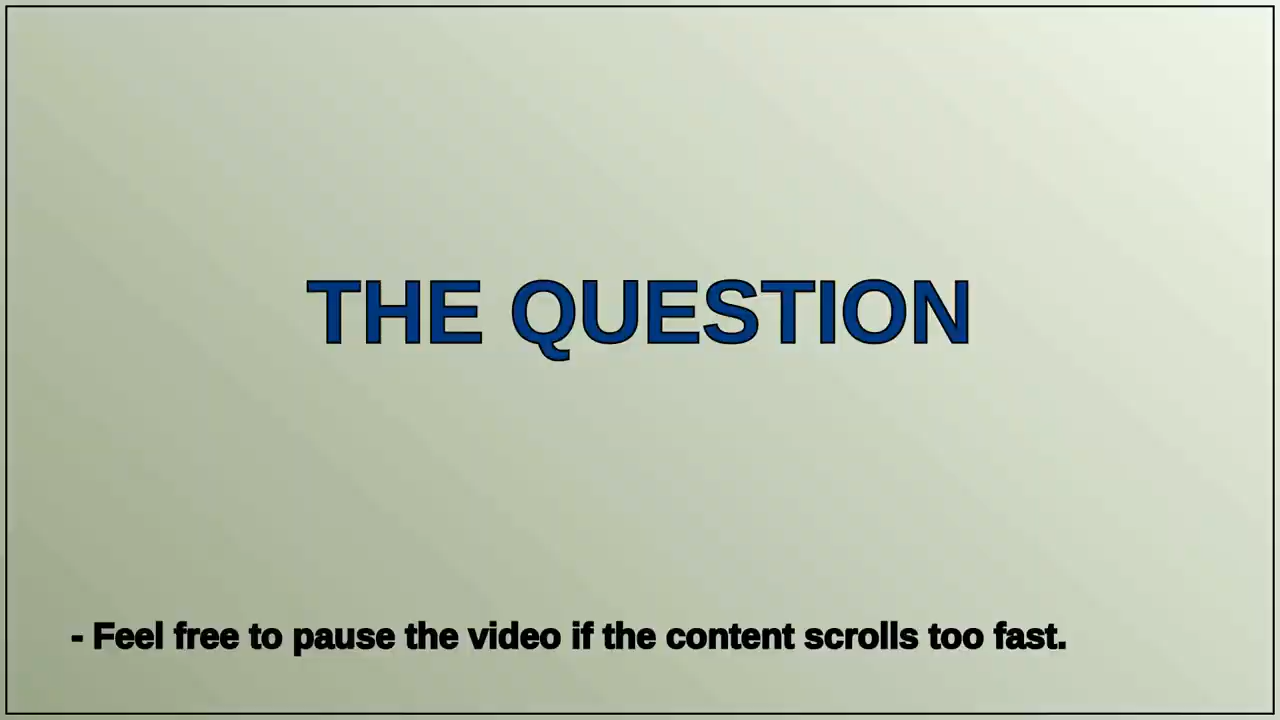 THE QUESTION
- Feel free to pause the video if the content scrolls too fast.